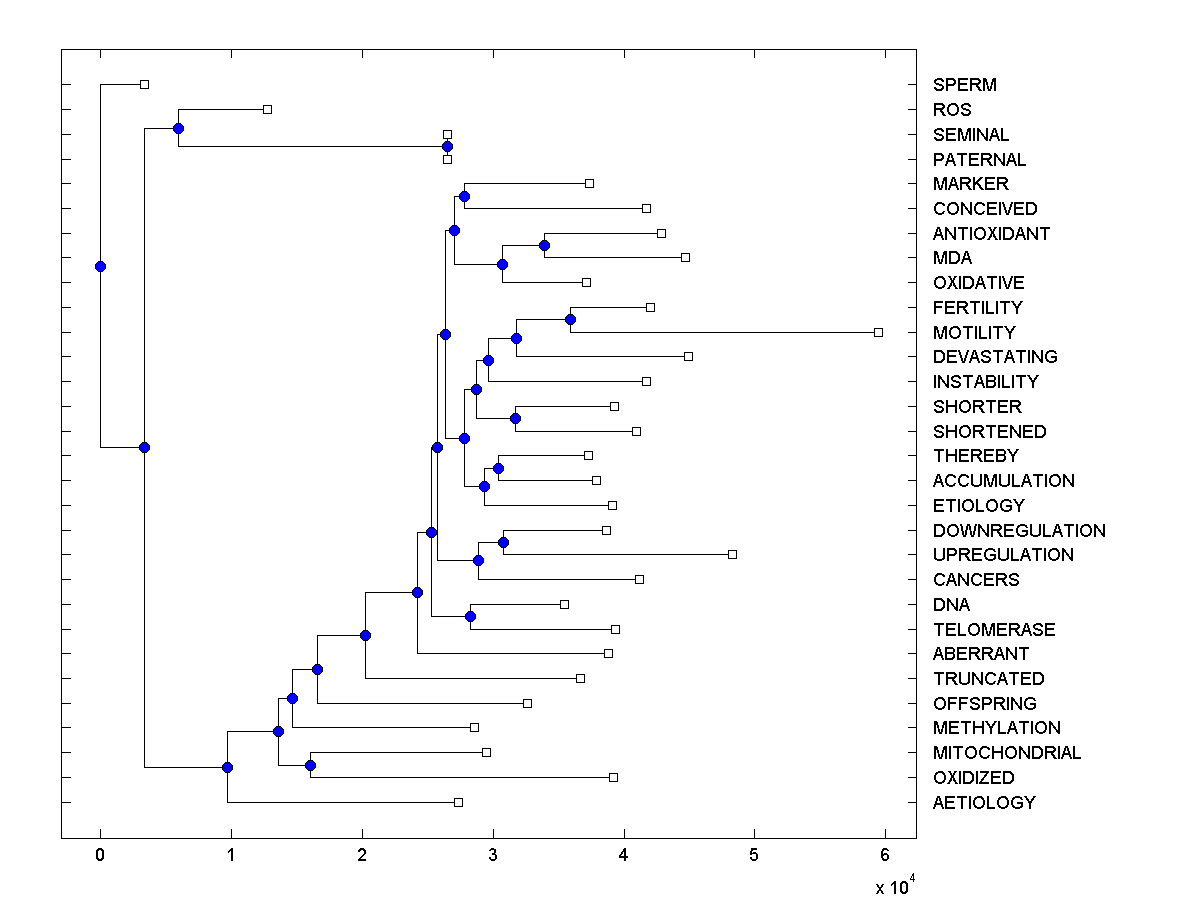 SPERM
ROS
SEMINAL
PATERNAL
MARKER
CONCEIVED
ANTIOXIDANT
MDA
OXIDATIVE
FERTILITY
MOTILITY
DEVASTATING
INSTABILITY
SHORTER
SHORTENED
THEREBY
ACCUMULATION
ETIOLOGY
DOWNREGULATION
UPREGULATION
CANCERS
DNA
TELOMERASE
ABERRANT
TRUNCATED
OFFSPRING
METHYLATION
MITOCHONDRIAL
OXIDIZED
AETIOLOGY
0 1 2 3 4 5 6
x 10^4